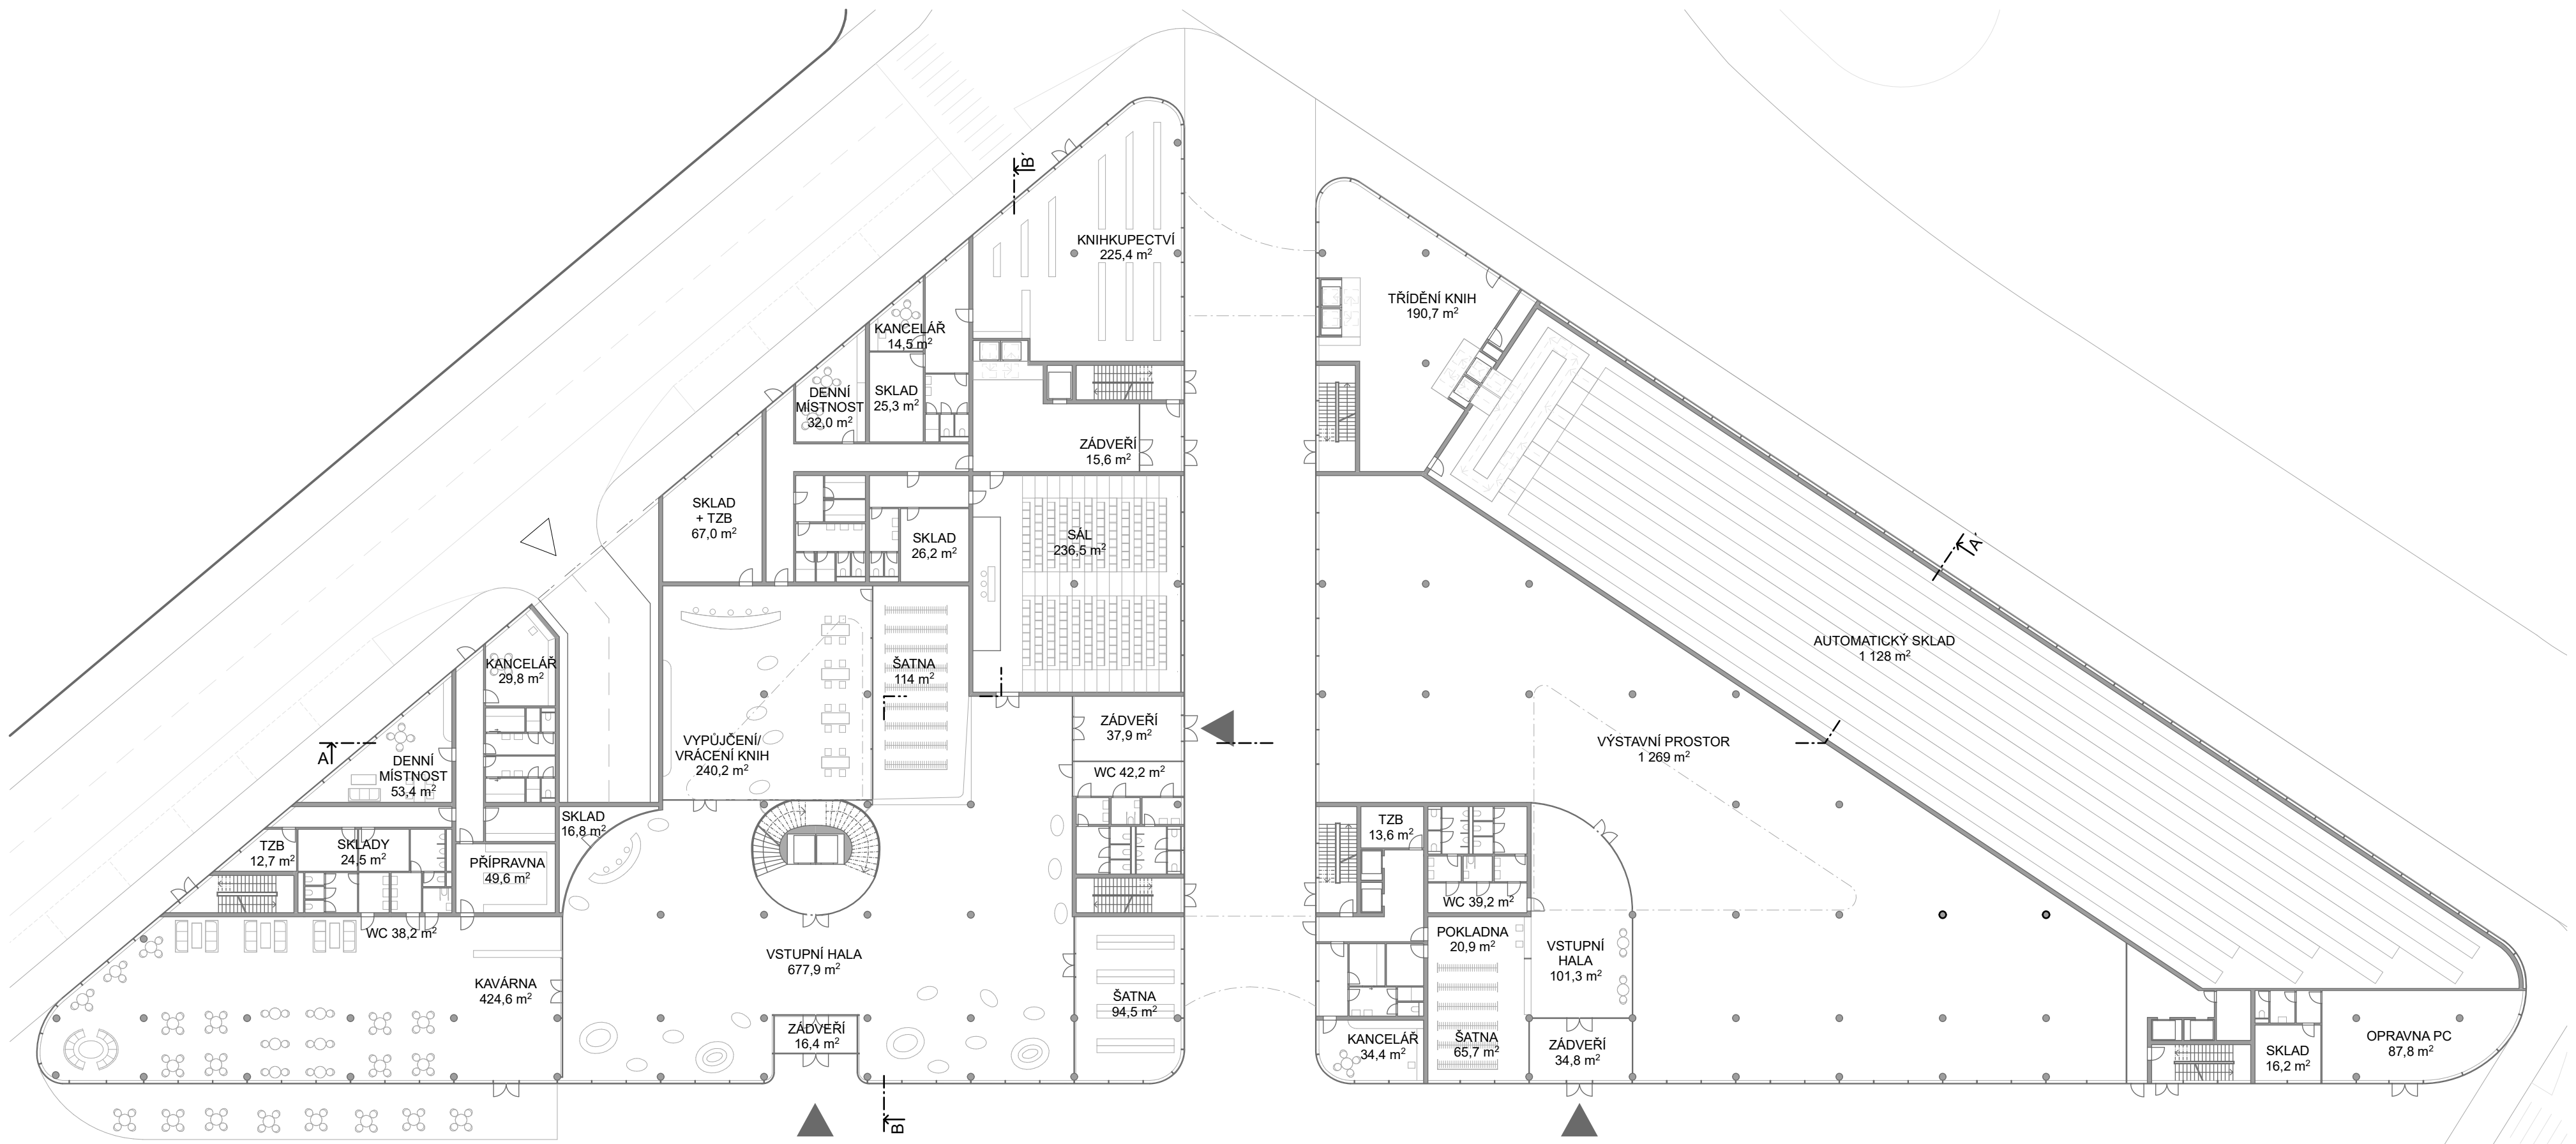 B´
KNIHKUPECTVÍ
225,4 m²
TŘÍDĚNÍ KNIH
190,7 m²
KANCELÁŘ
14,5 m²
DENNÍ
MÍSTNOST
32,0 m²
SKLAD
25,3 m²
ZÁDVEŘÍ
15,6 m²
SKLAD
+ TZB
67,0 m²
SKLAD
26,2 m²
SÁL
236,5 m²
A´
AUTOMATICKÝ SKLAD
1 128 m²
KANCELÁŘ
29,8 m²
ŠATNA
114 m²
ZÁDVEŘÍ
37,9 m²
VYPŮJČENÍ/
VRÁCENÍ KNIH
240,2 m²
VÝSTAVNÍ PROSTOR
1 269 m²
A
DENNÍ
MÍSTNOST
53,4 m²
WC 42,2 m²
SKLAD
16,8 m²
TZB
13,6 m²
TZB
12,7 m²
SKLADY
24,5 m²
PŘÍPRAVNA
49,6 m²
WC 39,2 m²
WC 38,2 m²
POKLADNA
20,9 m²
VSTUPNÍ HALA
677,9 m²
VSTUPNÍ
HALA
101,3 m²
KAVÁRNA
424,6 m²
ŠATNA
94,5 m²
ZÁDVEŘÍ
16,4 m²
KANCELÁŘ
34,4 m²
ŠATNA
65,7 m²
ZÁDVEŘÍ
34,8 m²
SKLAD
16,2 m²
OPRAVNA PC
87,8 m²
B